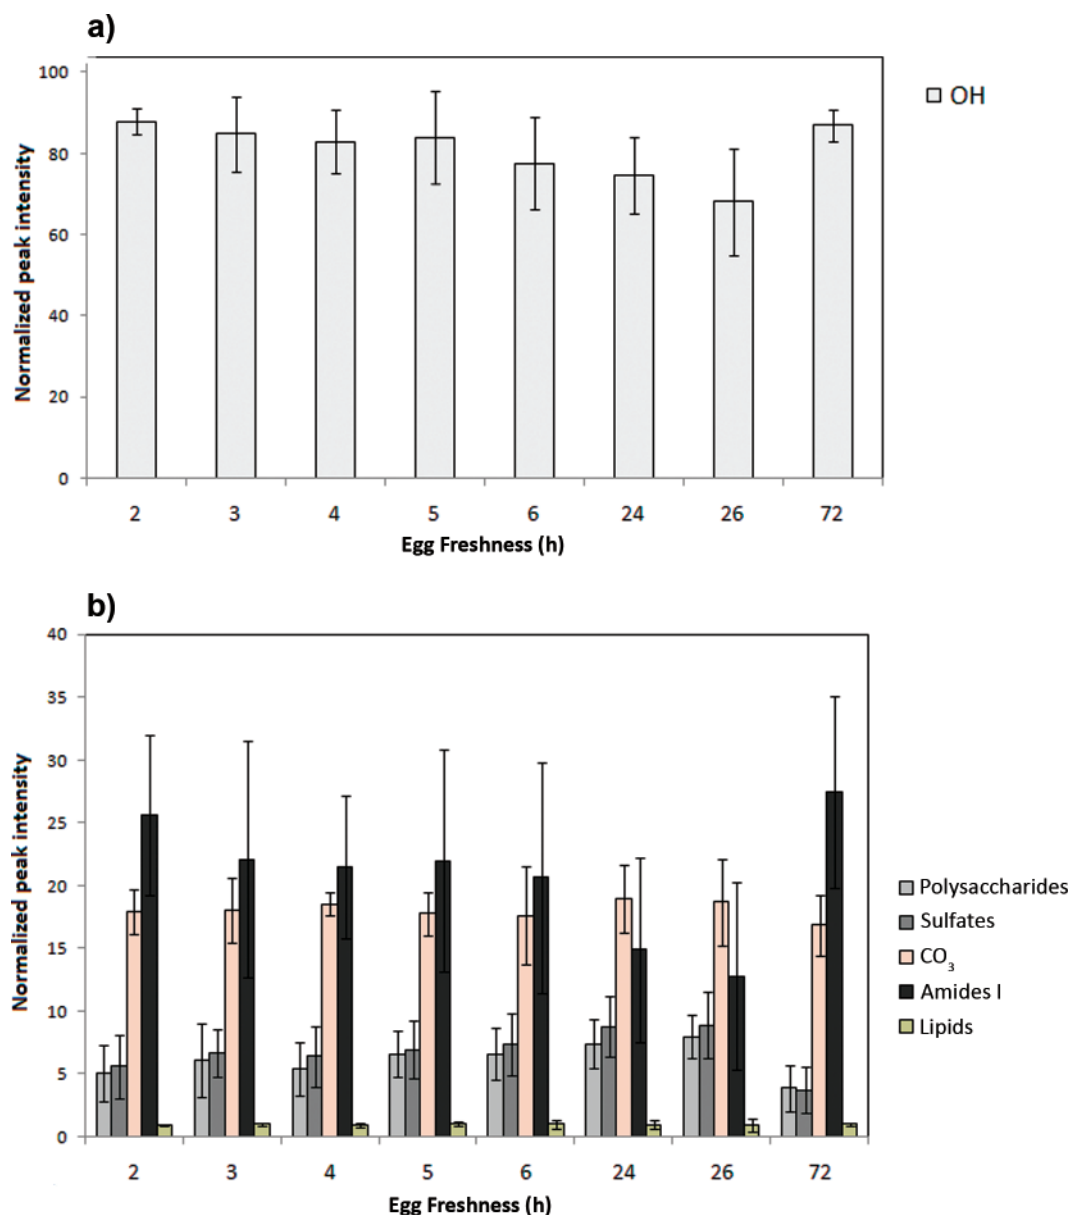 a)
100
80
60
40
20
0
Normalized peak intensity
OH
2 3 4 5 6 24 26 72
Egg Freshness (h)
b)
40
35
30
25
20
15
10
5
0
Normalized peak intensity
Polysaccharides
Sulfates
CO3
Amides I
Lipids
2 3 4 5 6 24 26 72
Egg Freshness (h)